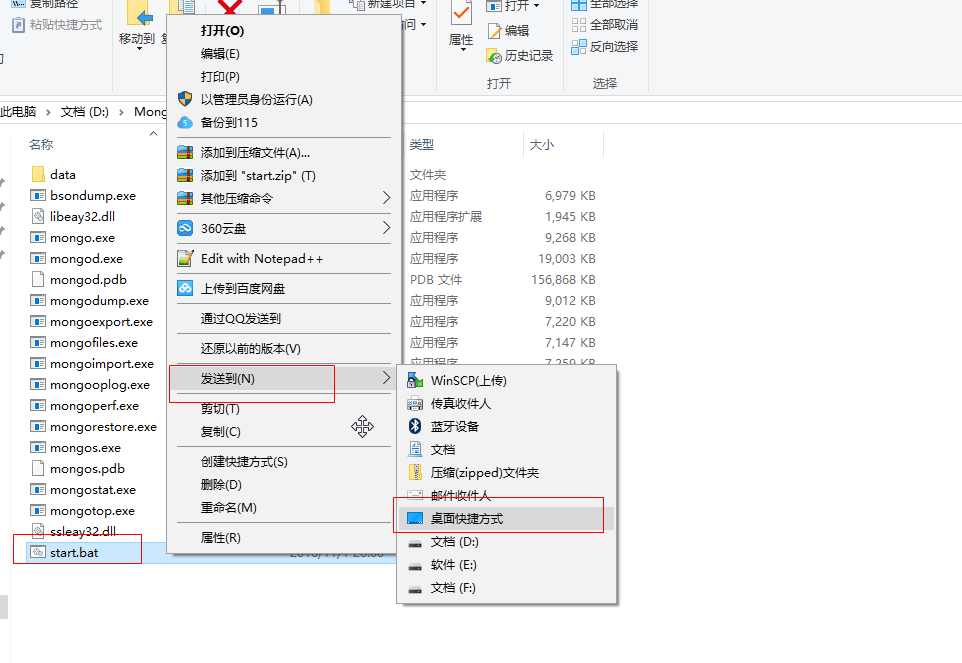 复制路径
粘贴快捷方式
移动到
新建项目
属性
打开
编辑
历史记录
打开
全部选择
全部取消
反向选择
选择
此电脑 › 文档 (D:) ›
名称
类型
大小
data
文件夹
bsondump.exe
应用程序
6,979 KB
libeay32.dll
应用程序扩展
1,945 KB
mongo.exe
应用程序
9,268 KB
mongod.exe
应用程序
19,003 KB
mongod.pdb
PDB 文件
156,868 KB
mongodump.exe
应用程序
9,012 KB
mongoexport.exe
应用程序
7,220 KB
mongofiles.exe
应用程序
7,147 KB
mongoimport.exe
应用程序
7,259 KB
mongooplog.exe
mongoperf.exe
mongorestore.exe
mongos.exe
mongos.pdb
mongostat.exe
mongotop.exe
ssleay32.dll
start.bat
打开(O)
编辑(E)
打印(P)
以管理员身份运行(A)
备份到115
添加到压缩文件(A)...
添加到 "start.zip" (T)
其他压缩命令
360云盘
Edit with Notepad++
上传到百度网盘
通过QQ发送到
还原以前的版本(V)
发送到(N)
剪切(T)
复制(C)
创建快捷方式(S)
删除(D)
重命名(M)
属性(R)
WinSCP(上传)
传真收件人
蓝牙设备
文档
压缩(zipped)文件夹
邮件收件人
桌面快捷方式
文档 (D:)
软件 (E:)
文档 (F:)